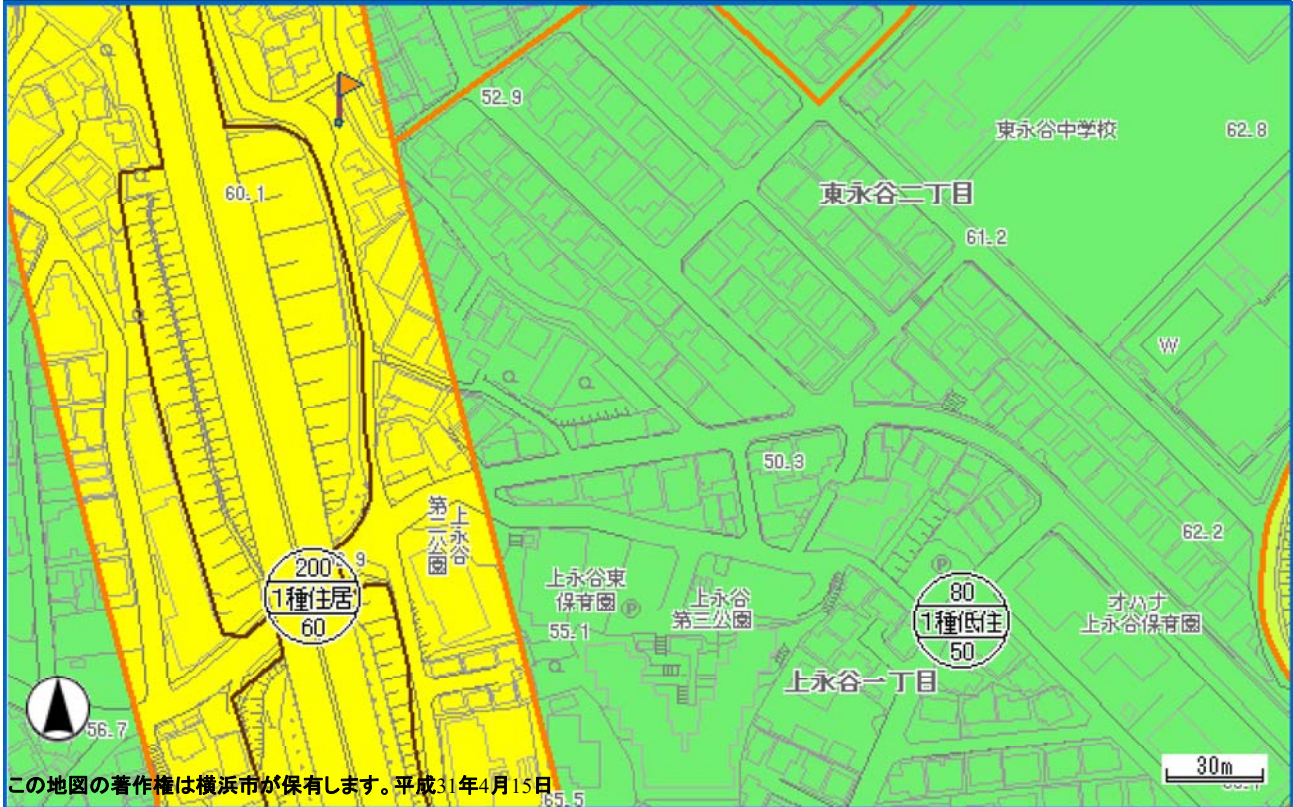 52.9
東永谷中学校
62.8
60.1
東永谷二丁目
61.2
W
50.3
上永谷
第二公園
62.2
200
1種住居
60
9
上永谷東
保育園
P
55.1
上永谷
第三公園
P
80
1種低住
50
オハナ
上永谷保育園
上永谷一丁目
56.7
30m
この地図の著作権は横浜市が保有します。平成31年4月15日
65.5